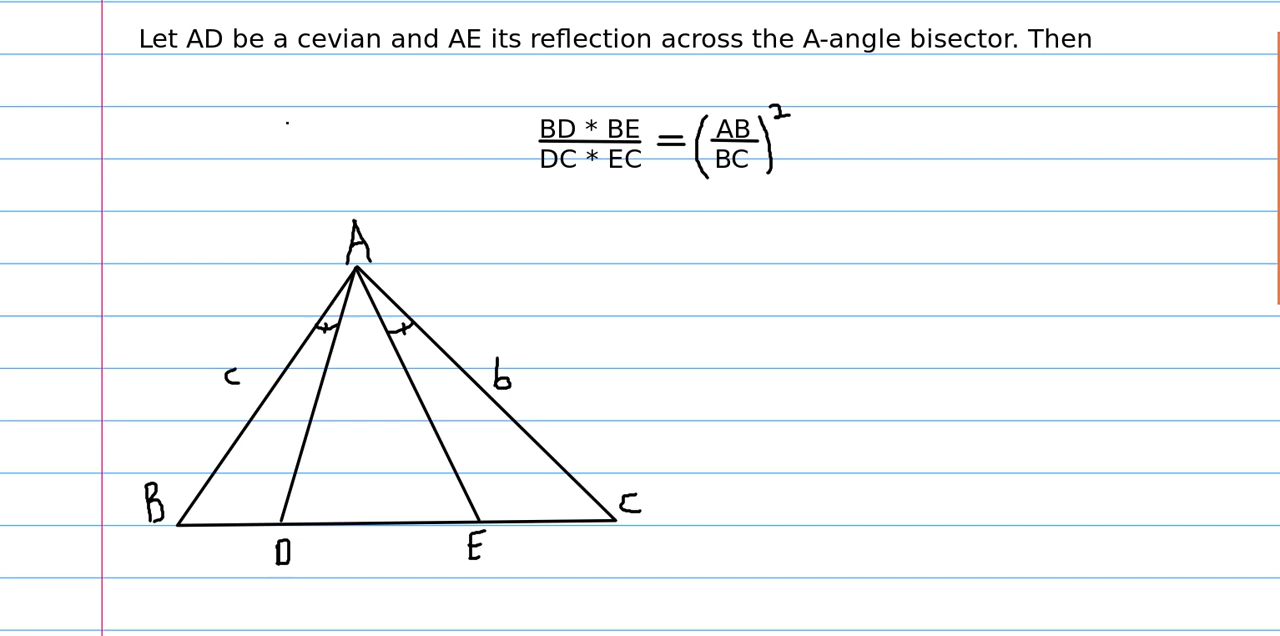 Let AD be a cevian and AE its reflection across the A-angle bisector. Then
BD * BE / DC * EC = (AB / BC)^2
A
c
b
B
C
D
E